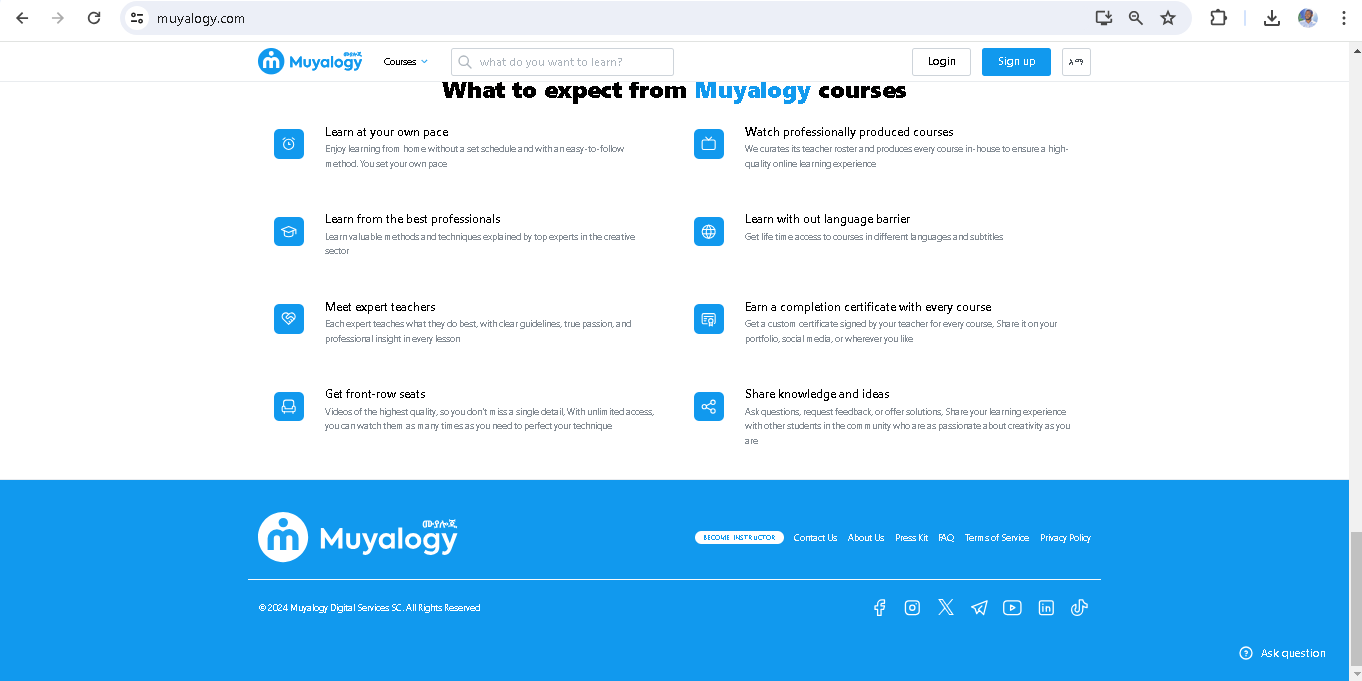 muyalogy.com
ሙያሎጂ
Muyalogy
Courses
what do you want to learn?
Login
Sign up
አማ
What to expect from Muyalogy courses
Learn at your own pace
Enjoy learning from home without a set schedule and with an easy-to-follow
method. You set your own pace
Watch professionally produced courses
We curates its teacher roster and produces every course in-house to ensure a high-
quality online learning experience
Learn from the best professionals
Learn valuable methods and techniques explained by top experts in the creative
sector
Learn with out language barrier
Get life time access to courses in different languages and subtitles
Meet expert teachers
Each expert teaches what they do best, with clear guidelines, true passion, and
professional insight in every lesson
Earn a completion certificate with every course
Get a custom certificate signed by your teacher for every course, Share it on your
portfolio, social media, or wherever you like
Get front-row seats
Videos of the highest quality, so you don't miss a single detail, With unlimited access,
you can watch them as many times as you need to perfect your technique
Share knowledge and ideas
Ask questions, request feedback, or offer solutions, Share your learning experience
with other students in the community who are as passionate about creativity as you
are
ሙያሎጂ
Muyalogy
BECOME INSTRUCTOR
Contact Us
About Us
Press Kit
FAQ
Terms of Service
Privacy Policy
© 2024 Muyalogy Digital Services SC. All Rights Reserved
Ask question